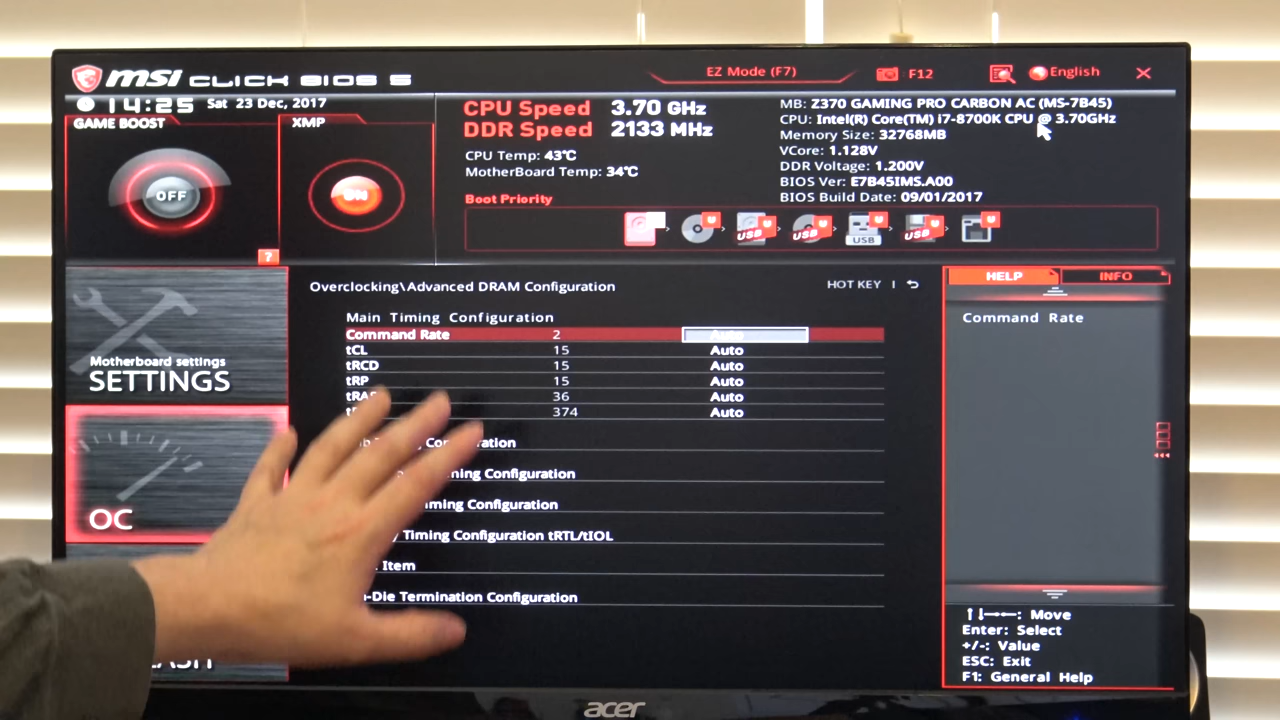 msi CLICK BIOS 5
EZ Mode (F7)
F12
English
14:25 Sat 23 Dec, 2017
GAME BOOST
XMP
OFF
ON
?
CPU Speed 3.70 GHz
DDR Speed 2133 MHz
CPU Temp: 43℃
MotherBoard Temp: 34℃
MB: Z370 GAMING PRO CARBON AC (MS-7B45)
CPU: Intel(R) Core(TM) i7-8700K CPU @ 3.70GHz
Memory Size: 32768MB
VCore: 1.128V
DDR Voltage: 1.200V
BIOS Ver: E7B45IMS.A00
BIOS Build Date: 09/01/2017
Boot Priority
USB
USB
USB
USB
Motherboard settings
SETTINGS
OC
Overclocking\Advanced DRAM Configuration
HOT KEY
Main Timing Configuration
Command Rate 2 Auto
tCL 15 Auto
tRCD 15 Auto
tRP 15 Auto
36 Auto
374 Auto
Timing Configuration tRTL/tIOL
Item
Termination Configuration
HELP
INFO
Command Rate
↑↓→←: Move
Enter: Select
+/-: Value
ESC: Exit
F1: General Help
acer